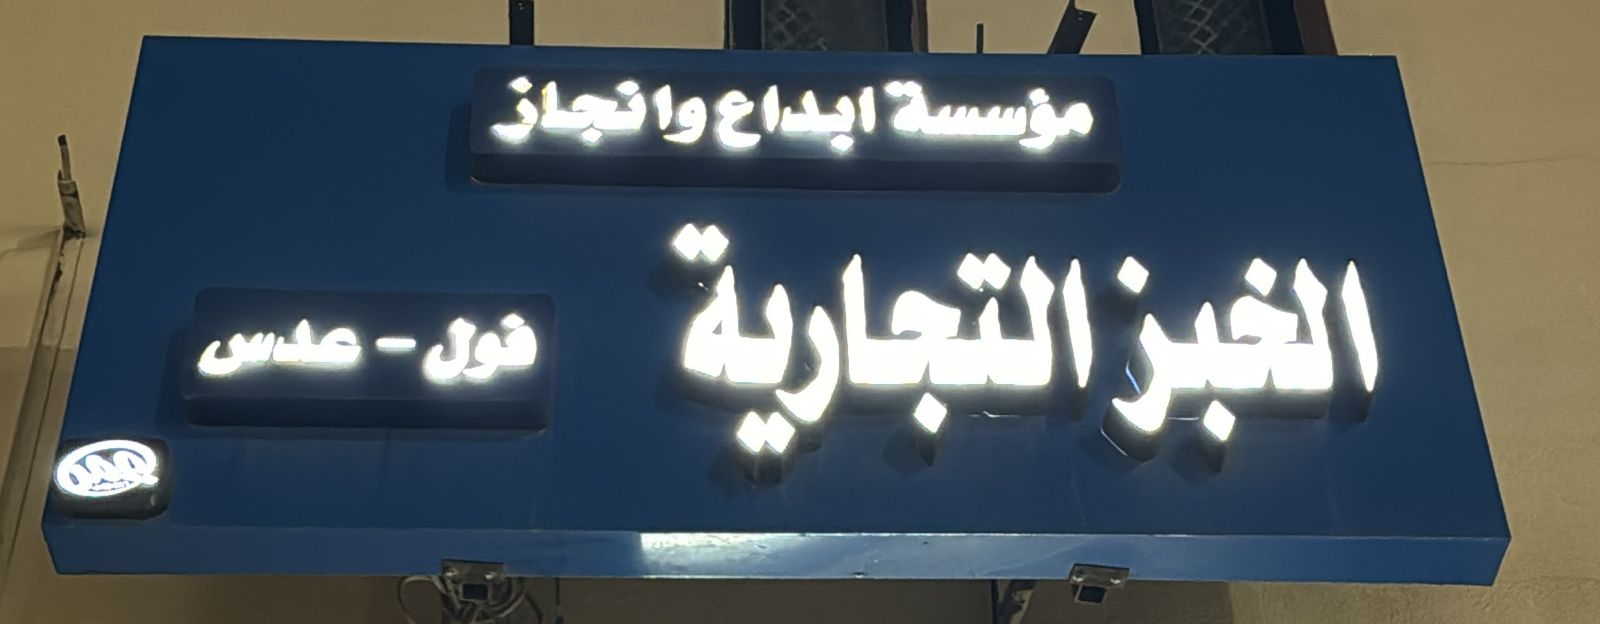 مؤسسة ابداع وانجاز
الخبز التجارية
فول - عدس